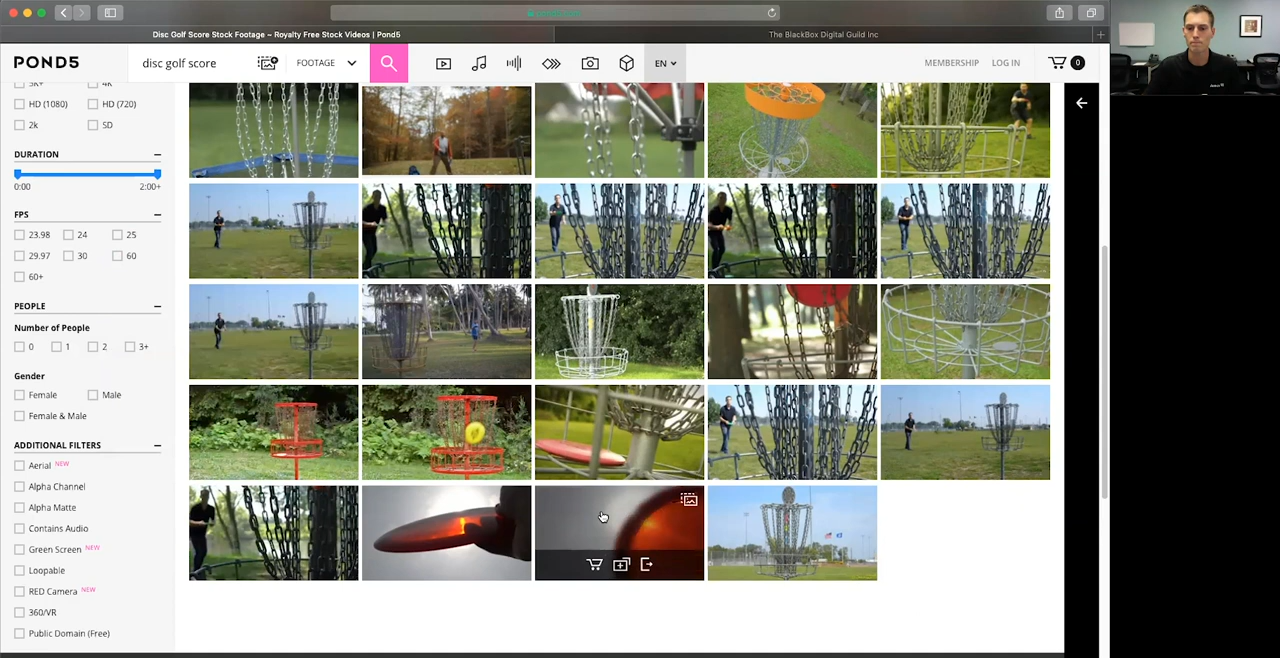 Disc Golf Score Stock Footage – Royalty Free Stock Videos | Pond5
The BlackBox Digital Guild Inc
POND5
disc golf score
FOOTAGE
EN
MEMBERSHIP
LOG IN
0
HD (1080)
HD (720)
2k
SD
DURATION
0:00
2:00+
FPS
23.98
24
25
29.97
30
60
60+
PEOPLE
Number of People
0
1
2
3+
Gender
Female
Male
Female & Male
ADDITIONAL FILTERS
Aerial NEW
Alpha Channel
Alpha Matte
Contains Audio
Green Screen NEW
Loopable
RED Camera NEW
360/VR
Public Domain (Free)